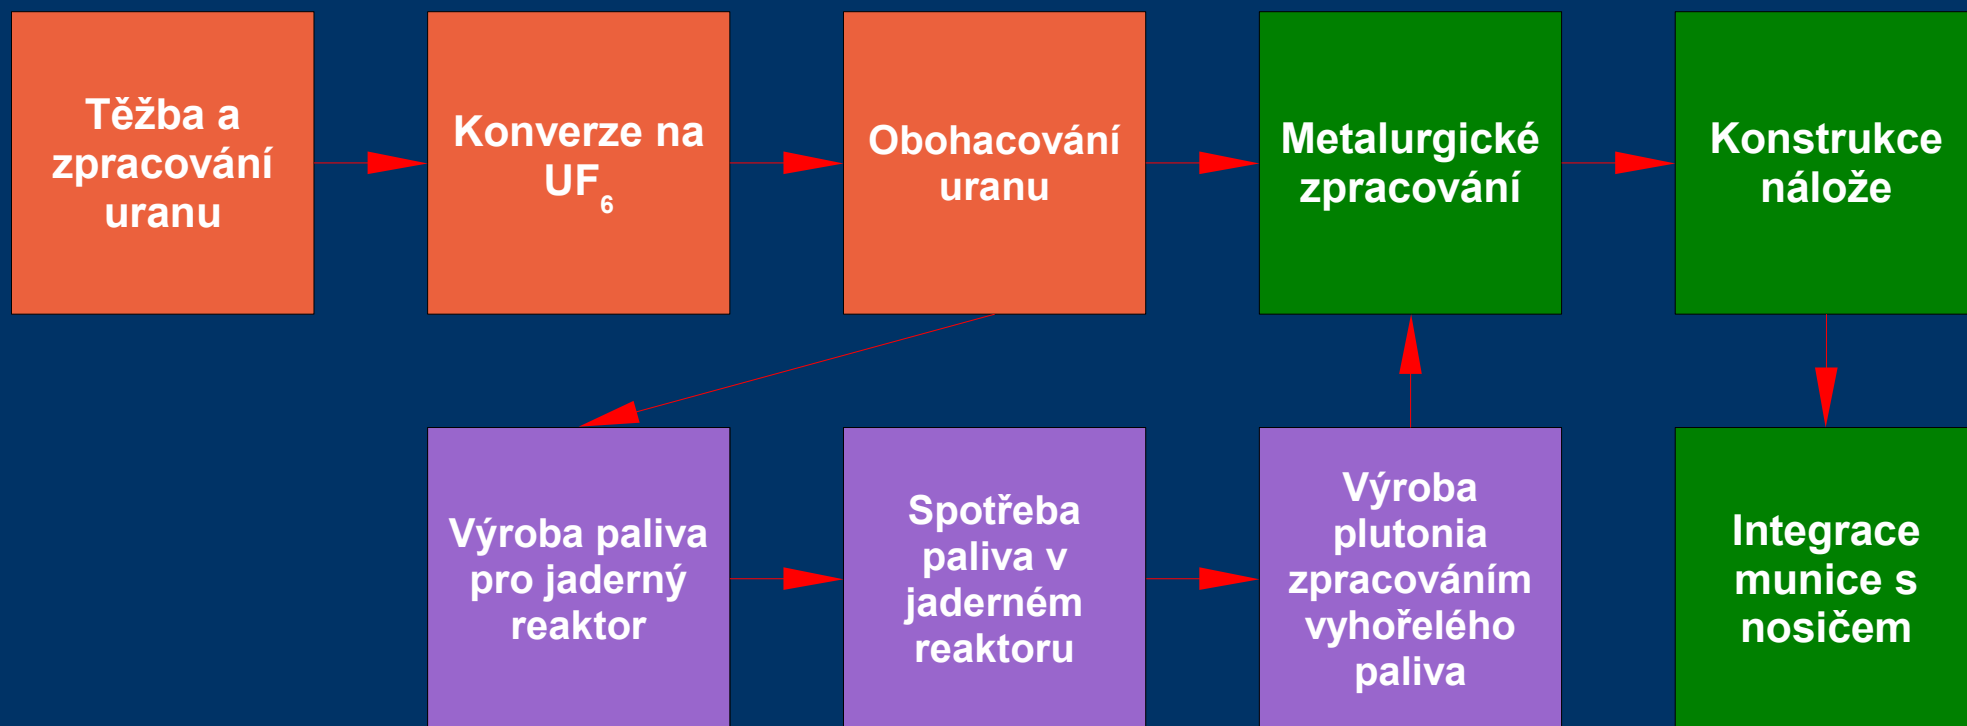 Těžba a
zpracování
uranu
Konverze na
UF6
Obohacování
uranu
Metalurgické
zpracování
Konstrukce
nálože
Výroba paliva
pro jaderný
reaktor
Spotřeba
paliva v
jaderném
reaktoru
Výroba
plutonia
zpracováním
vyhořelého
paliva
Integrace
munice s
nosičem